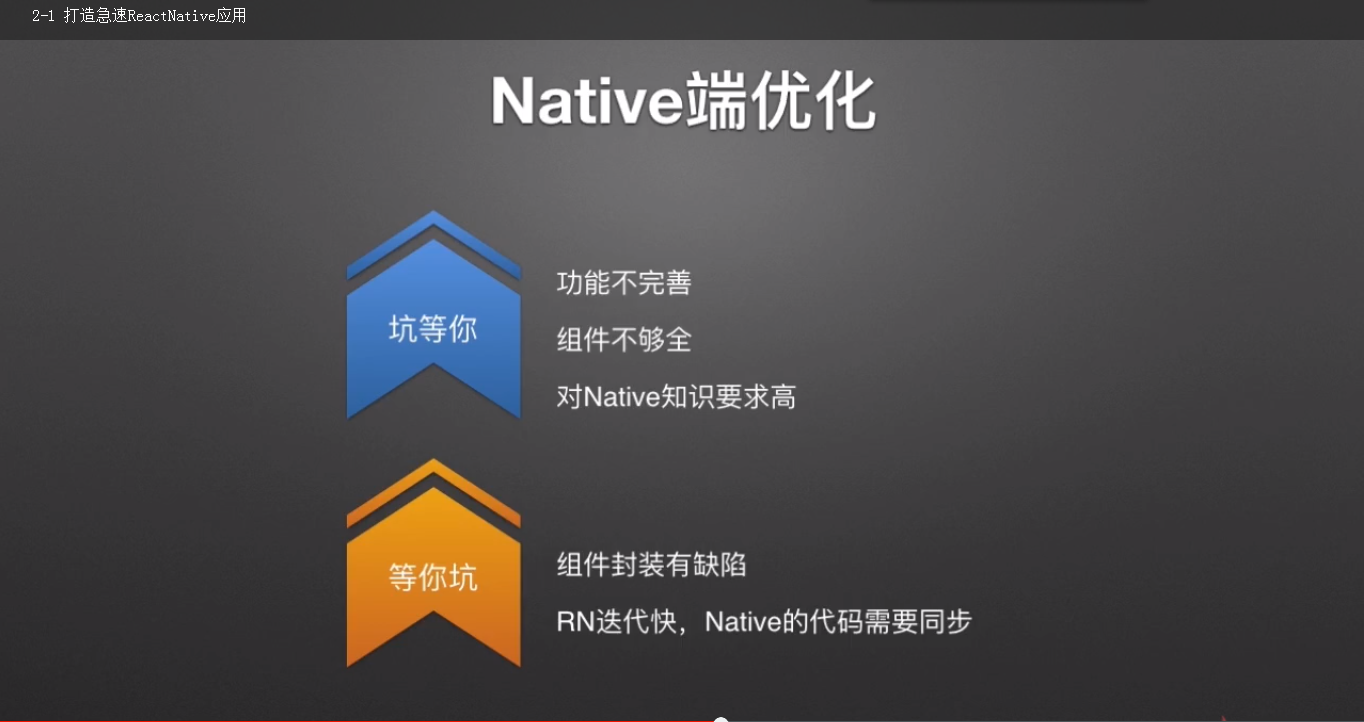 2-1 打造急速ReactNative应用
Native端优化
坑等你
功能不完善
组件不够全
对Native知识要求高
等你坑
组件封装有缺陷
RN迭代快，Native的代码需要同步